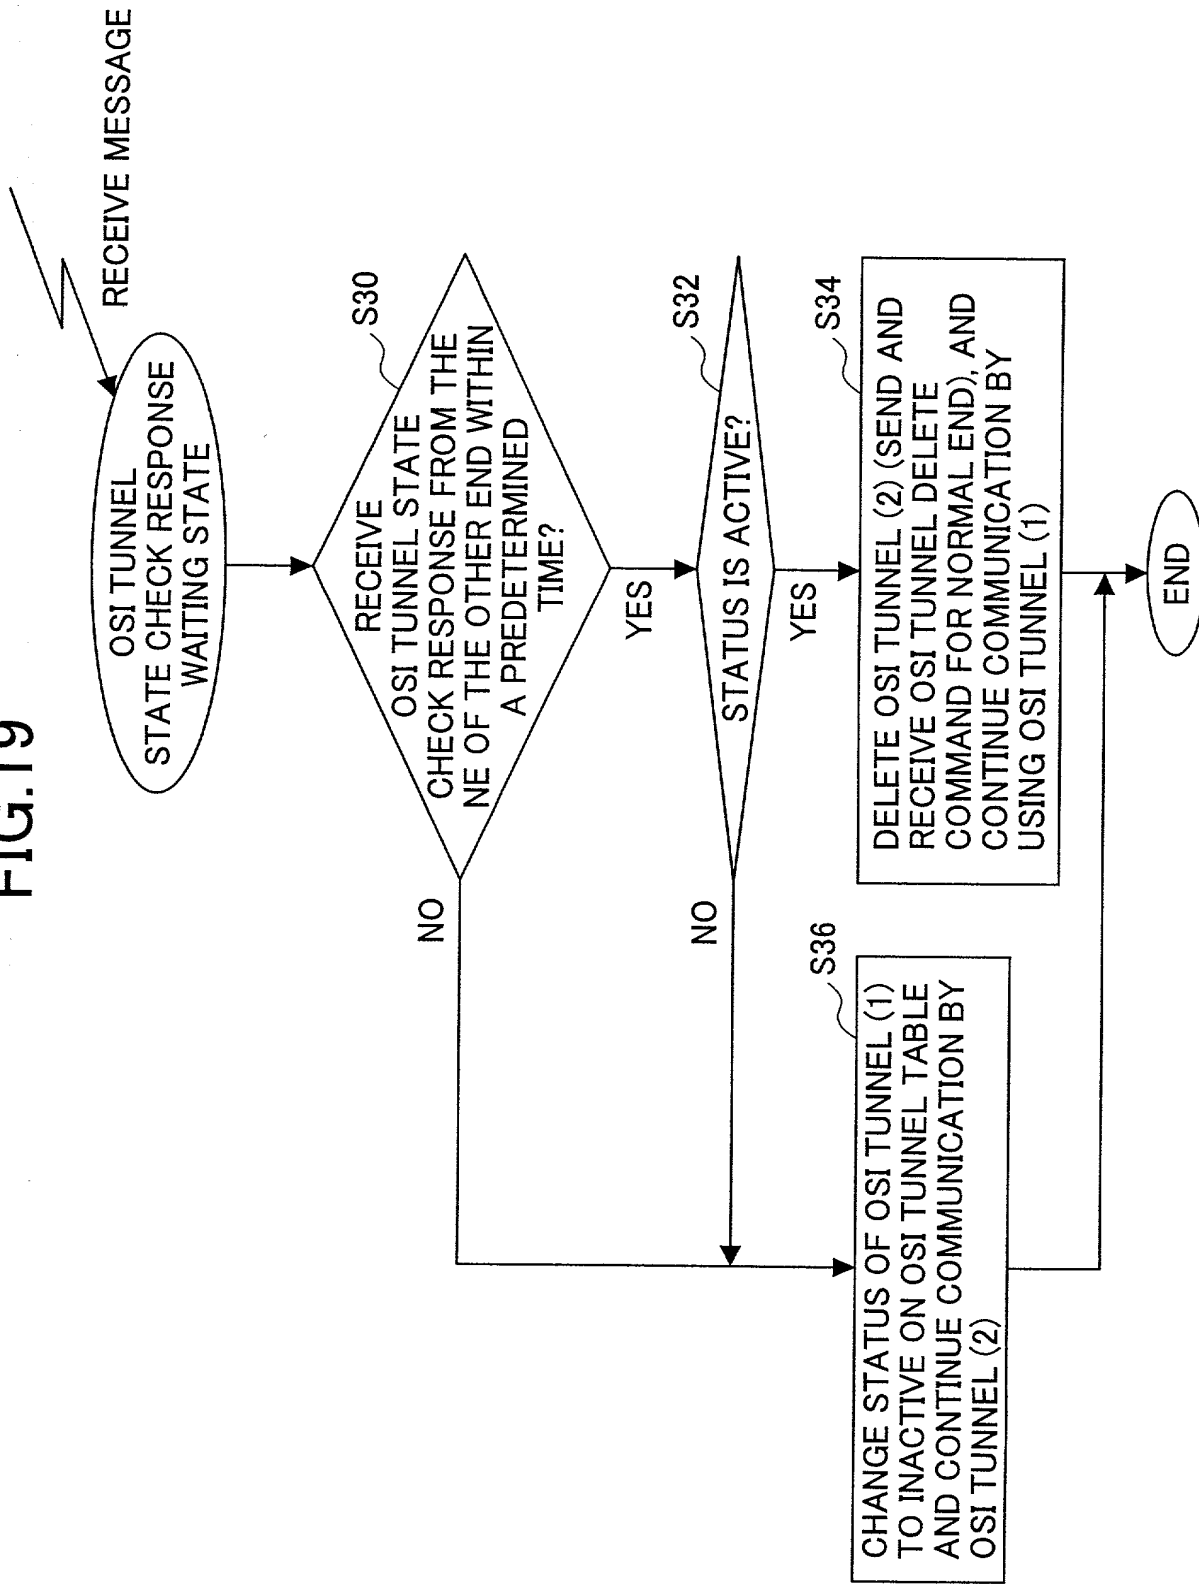 FIG.19
RECEIVE MESSAGE
OSI TUNNEL
STATE CHECK RESPONSE
WAITING STATE
S30
RECEIVE
OSI TUNNEL STATE
CHECK RESPONSE FROM THE
NE OF THE OTHER END WITHIN
A PREDETERMINED
TIME?
NO
YES
S32
STATUS IS ACTIVE?
NO
YES
S34
DELETE OSI TUNNEL (2) (SEND AND
RECEIVE OSI TUNNEL DELETE
COMMAND FOR NORMAL END), AND
CONTINUE COMMUNICATION BY
USING OSI TUNNEL (1)
S36
CHANGE STATUS OF OSI TUNNEL (1)
TO INACTIVE ON OSI TUNNEL TABLE
AND CONTINUE COMMUNICATION BY
OSI TUNNEL (2)
END